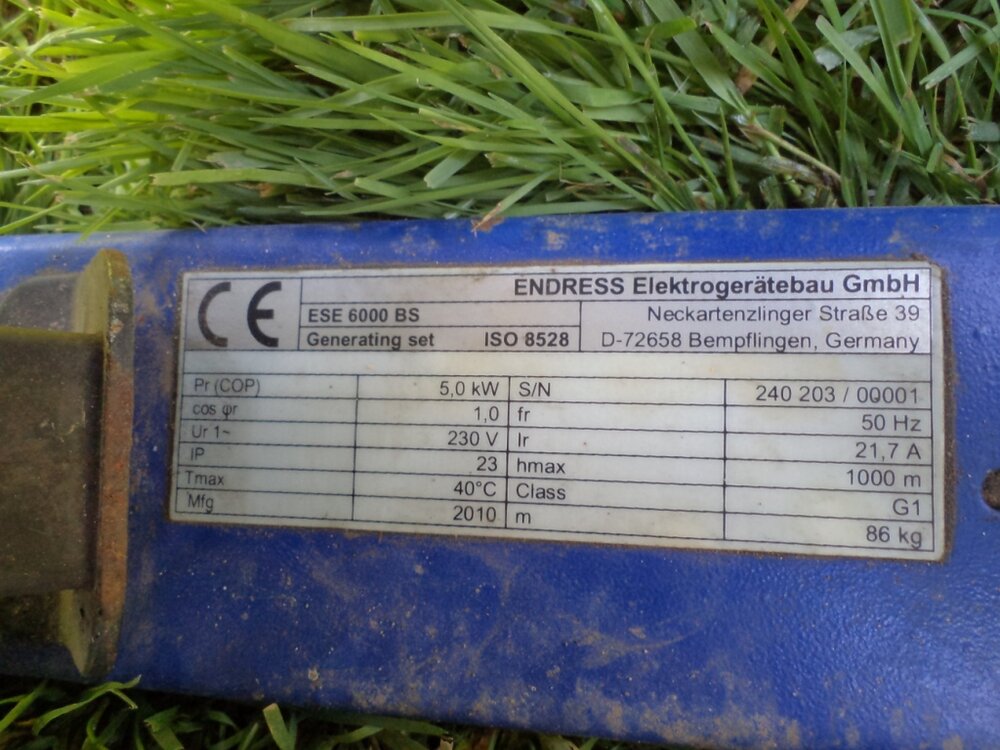 CE
ENDRESS Elektrogerätebau GmbH
ESE 6000 BS
Neckartenzlinger Straße 39
Generating set ISO 8528
D-72658 Bempflingen, Germany
Pr (COP) 5,0 kW S/N 240 203 / 00001
cos φr 1,0 fr 50 Hz
Ur 1~ 230 V Ir 21,7 A
IP 23 hmax 1000 m
Tmax 40°C Class G1
Mfg 2010 m 86 kg